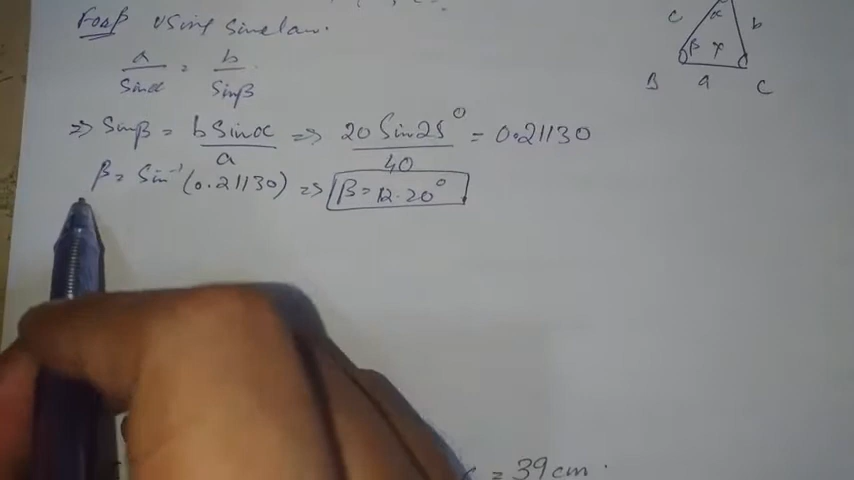 For β using sine law.
a/sinα = b/sinβ
=> sinβ = b sinα/a => 20 sin25°/40 = 0.21130
β = sin⁻¹(0.21130) => β = 12.20°
c
α
b
β
γ
B
a
C
= 39 cm.